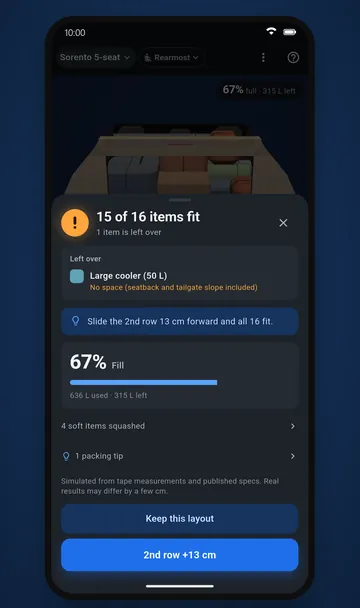 10:00
Sorento 5-seat
Rearmost
67% full · 315 L left
15 of 16 items fit
1 item is left over
Left over
Large cooler (50 L)
No space (seatback and tailgate slope included)
Slide the 2nd row 13 cm forward and all 16 fit.
67% Fill
636 L used · 315 L left
4 soft items squashed
1 packing tip
Simulated from tape measurements and published specs. Real
results may differ by a few cm.
Keep this layout
2nd row +13 cm